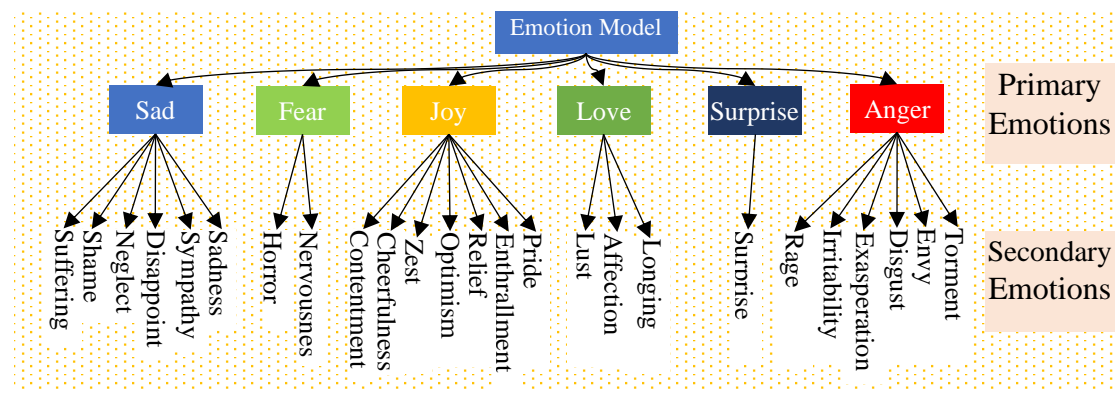 Emotion Model
Sad
Fear
Joy
Love
Surprise
Anger
Primary
Emotions
Suffering
Shame
Neglect
Disappoint
Sympathy
Sadness
Horror
Nervousnes
Contentment
Cheerfulness
Zest
Optimism
Relief
Enthrallment
Pride
Lust
Affection
Longing
Surprise
Rage
Irritability
Exasperation
Disgust
Envy
Torment
Secondary
Emotions